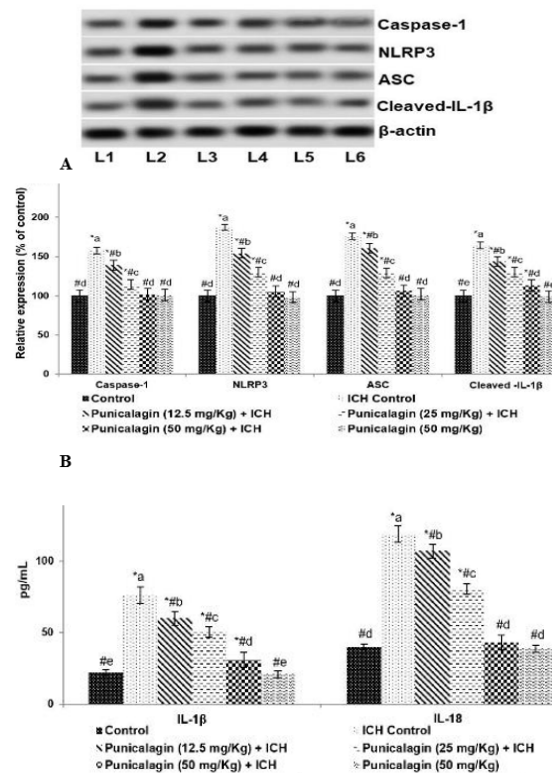 Caspase-1
NLRP3
ASC
Cleaved-IL-1β
β-actin
A L1 L2 L3 L4 L5 L6
Relative expression (% of control)
200
150
100
50
0
#d *a *#b *#c #d #d
#d *a *#b *#c #d #d
#d *a *#b *#c #d #d
#e *a *#b *#c *#d #e
Caspase-1 NLRP3 ASC Cleaved -IL-1β
Control ICH Control
Punicalagin (12.5 mg/Kg) + ICH Punicalagin (25 mg/Kg) + ICH
Punicalagin (50 mg/Kg) + ICH Punicalagin (50 mg/Kg)
B
pg/mL
100
50
0
#e *a *#b *#c *#d #e
#d *a *#b *#c #d #d
IL-1β IL-18
Control ICH Control
Punicalagin (12.5 mg/Kg) + ICH Punicalagin (25 mg/Kg) + ICH
Punicalagin (50 mg/Kg) + ICH Punicalagin (50 mg/Kg)